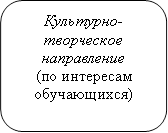 Культурно-
творческое
направление
(по интересам
обучающихся)